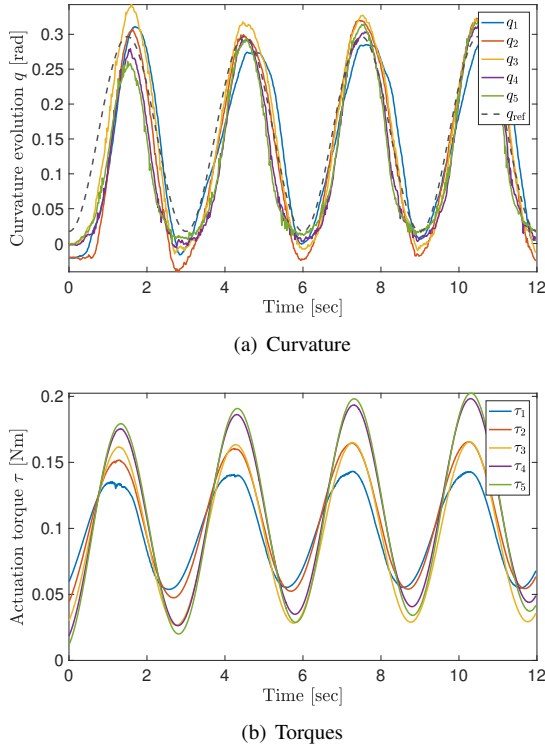 Curvature evolution q [rad]
0.3
0.25
0.2
0.15
0.1
0.05
0
0 2 4 6 8 10 12
Time [sec]
q1
q2
q3
q4
q5
qref
(a) Curvature
Actuation torque τ [Nm]
0.2
0.15
0.1
0.05
0
0 2 4 6 8 10 12
Time [sec]
τ1
τ2
τ3
τ4
τ5
(b) Torques